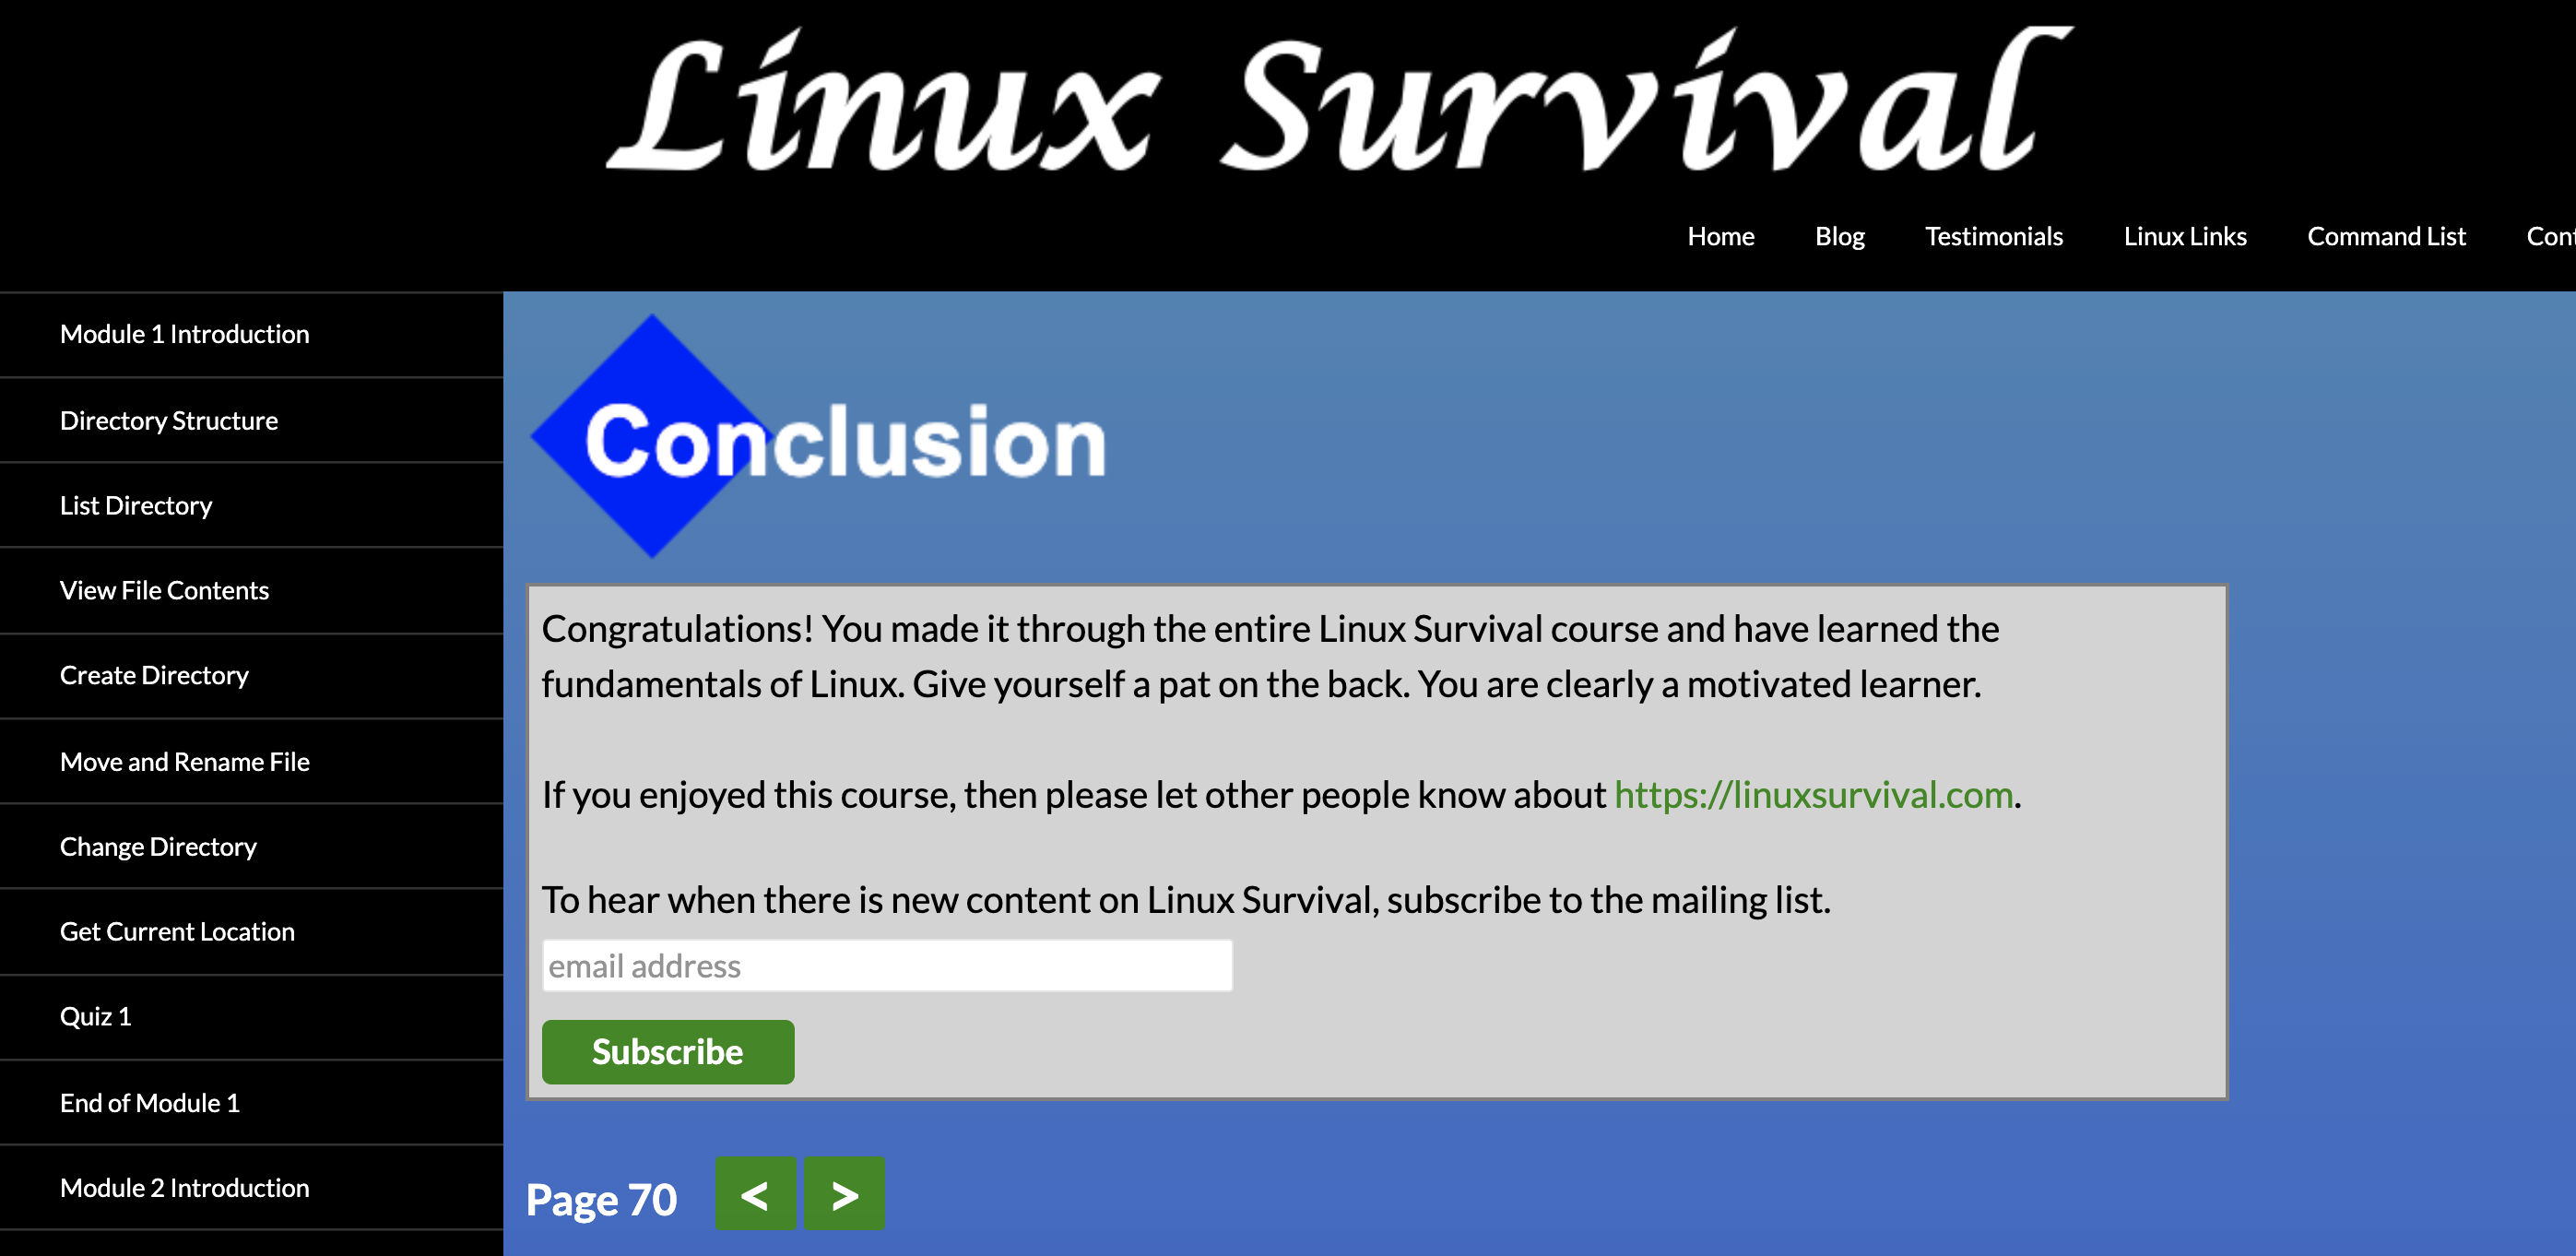 Linux Survival
Home Blog Testimonials Linux Links Command List
Module 1 Introduction
Directory Structure
List Directory
View File Contents
Create Directory
Move and Rename File
Change Directory
Get Current Location
Quiz 1
End of Module 1
Module 2 Introduction
Conclusion
Congratulations! You made it through the entire Linux Survival course and have learned the
fundamentals of Linux. Give yourself a pat on the back. You are clearly a motivated learner.
If you enjoyed this course, then please let other people know about https://linuxsurvival.com.
To hear when there is new content on Linux Survival, subscribe to the mailing list.
email address
Subscribe
Page 70 < >